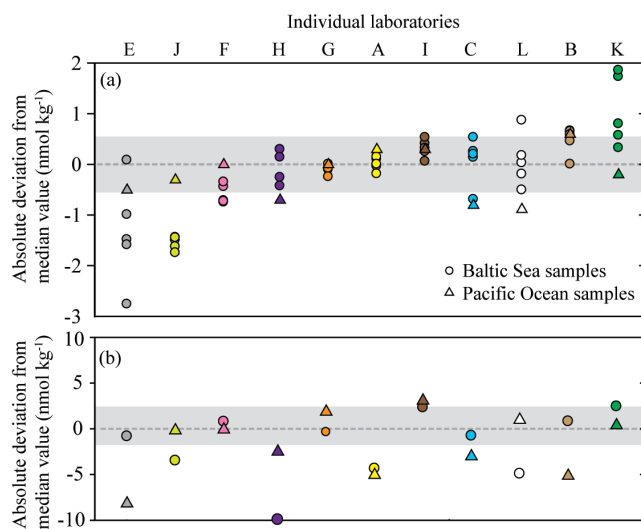 Individual laboratories
E J F H G A I C L B K
(a)
Absolute deviation from
median value (nmol kg⁻¹)
2
1
0
-1
-2
-3
Baltic Sea samples
Pacific Ocean samples
(b)
Absolute deviation from
median value (nmol kg⁻¹)
10
5
0
-5
-10